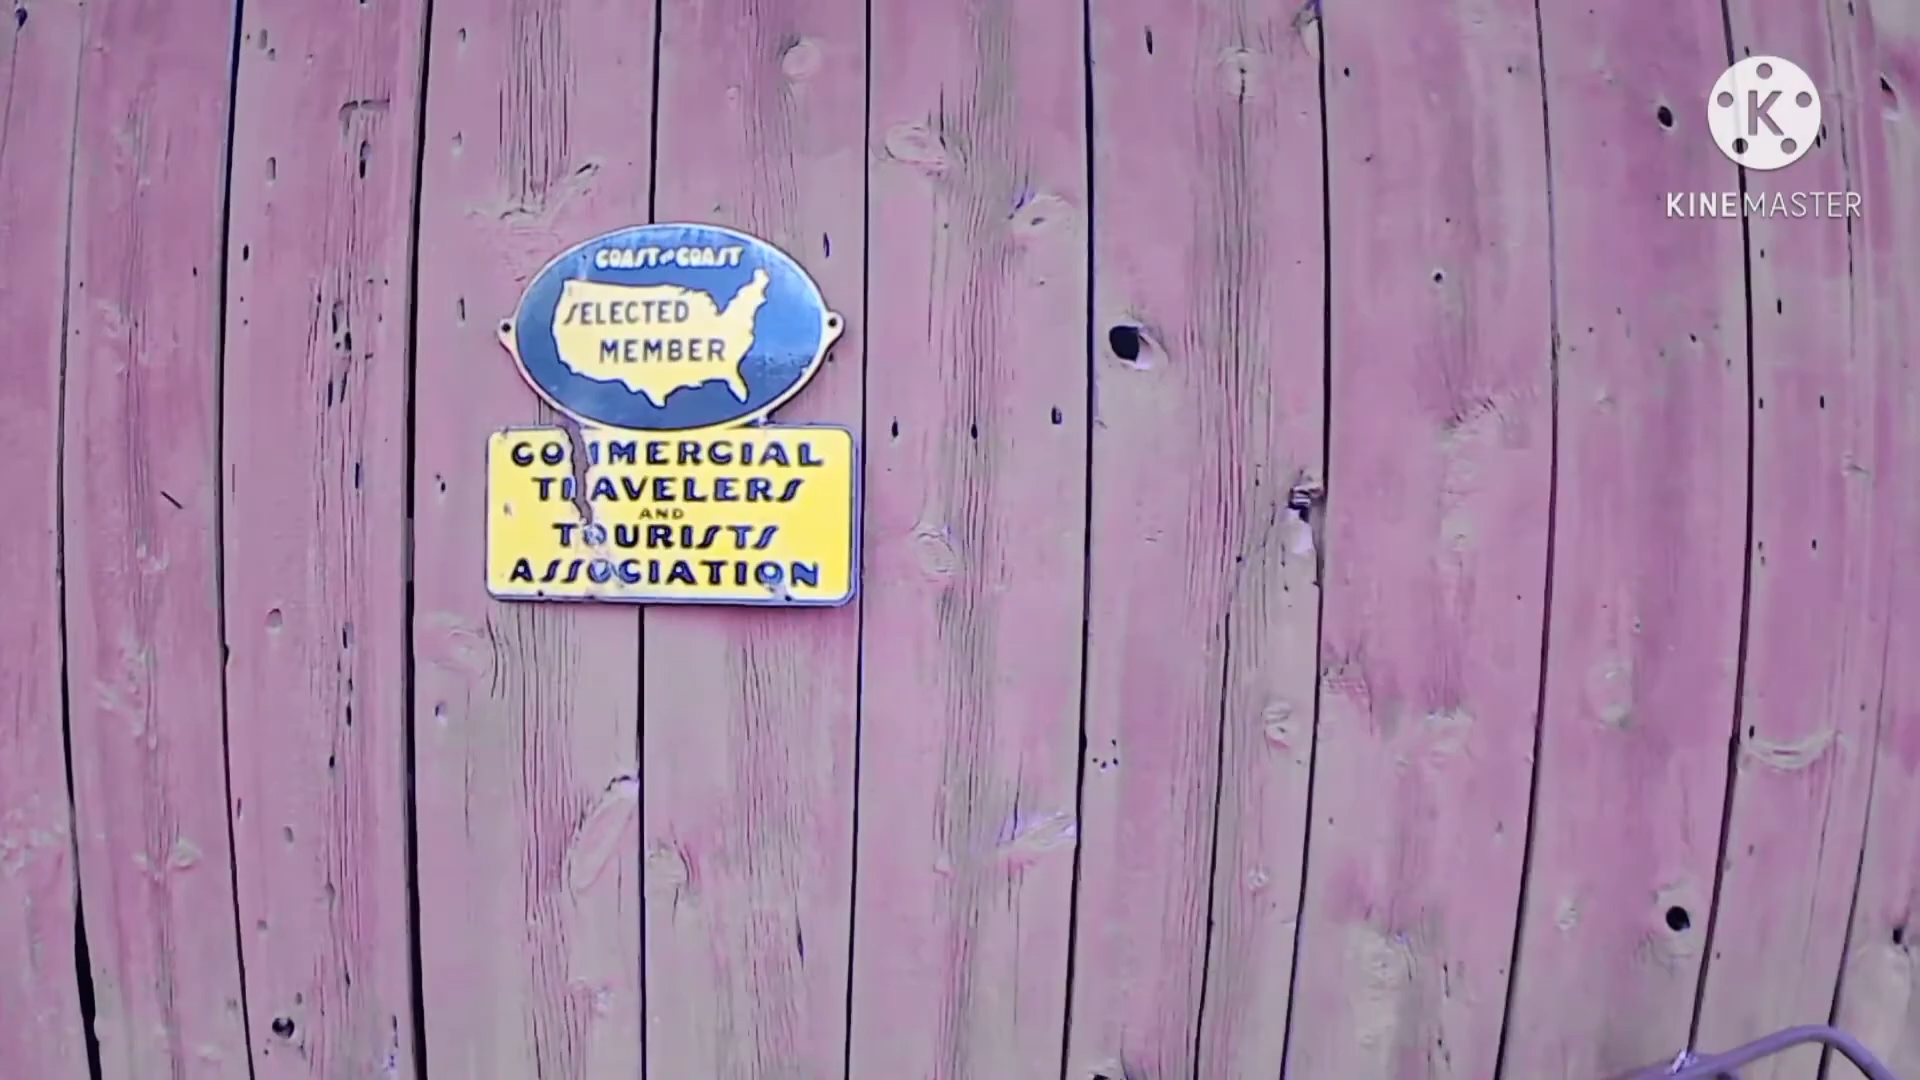 COAST TO COAST
SELECTED
MEMBER
COMMERCIAL
TRAVELERS
AND
TOURISTS
ASSOCIATION
K
KINEMASTER